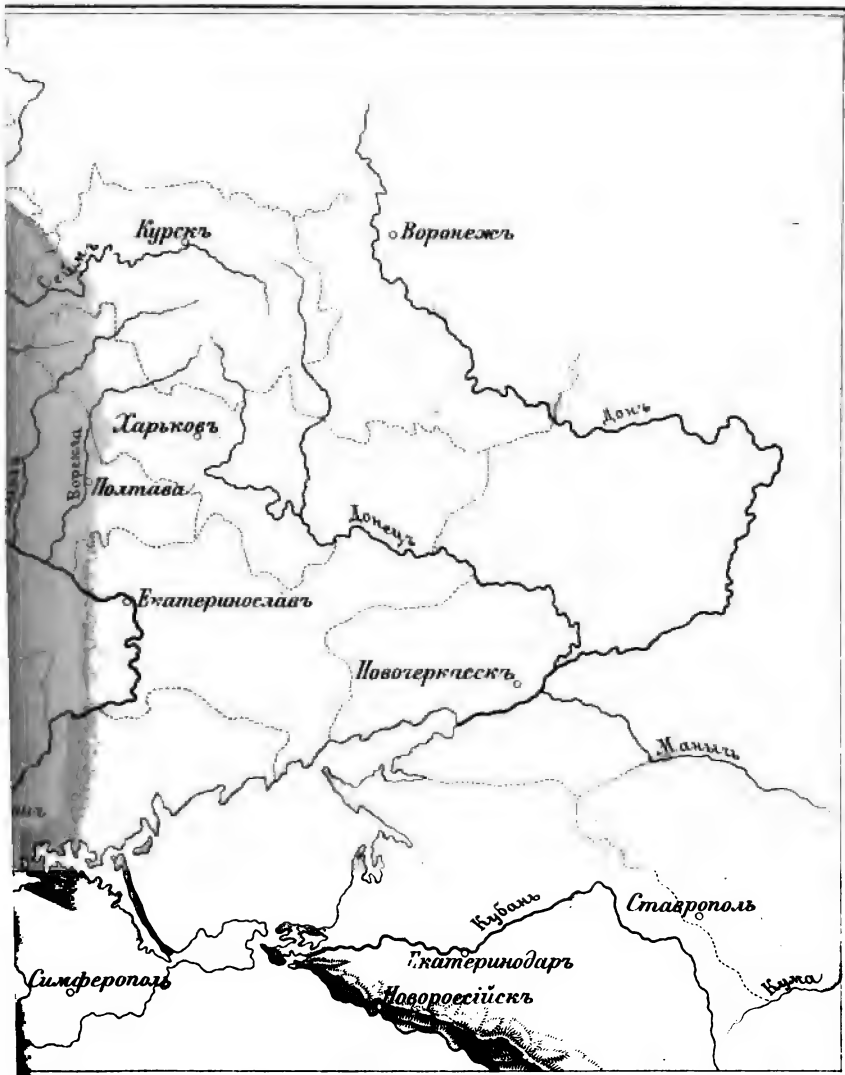 Курскъ
Воронежъ
Сеймъ
Харьковъ
Донъ
Ворскла
Полтава
Донецъ
Екатеринославъ
Новочеркасскъ
Манычъ
Кубань
Ставрополь
Екатеринодаръ
Симферополь
Новороссійскъ
Кума